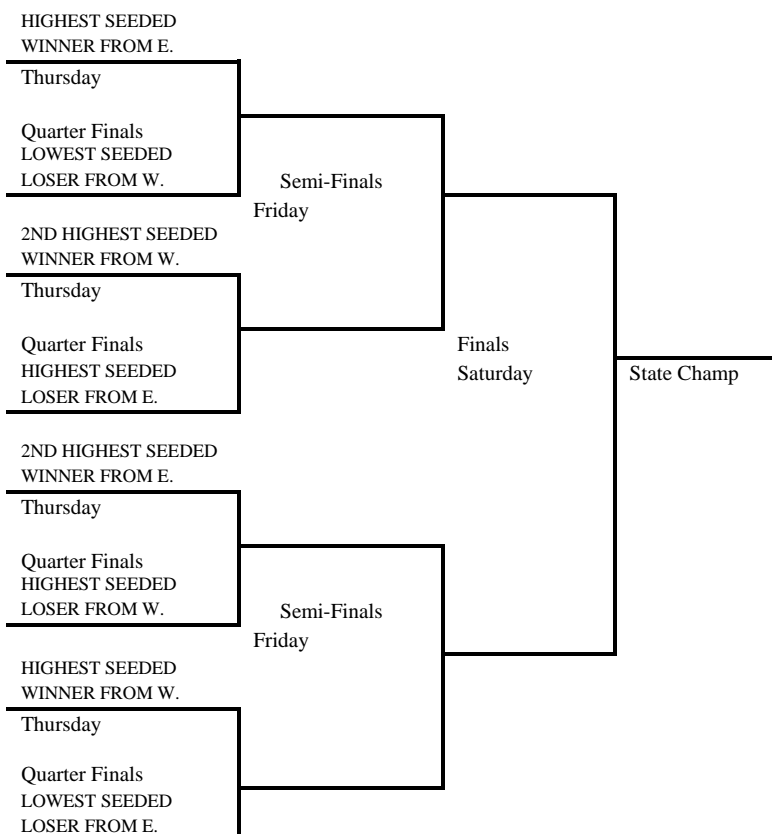 HIGHEST SEEDED
WINNER FROM E.
Thursday
Quarter Finals
LOWEST SEEDED
LOSER FROM W.
Semi-Finals
Friday
2ND HIGHEST SEEDED
WINNER FROM W.
Thursday
Quarter Finals
HIGHEST SEEDED
LOSER FROM E.
Finals
Saturday
State Champ
2ND HIGHEST SEEDED
WINNER FROM E.
Thursday
Quarter Finals
HIGHEST SEEDED
LOSER FROM W.
Semi-Finals
Friday
HIGHEST SEEDED
WINNER FROM W.
Thursday
Quarter Finals
LOWEST SEEDED
LOSER FROM E.